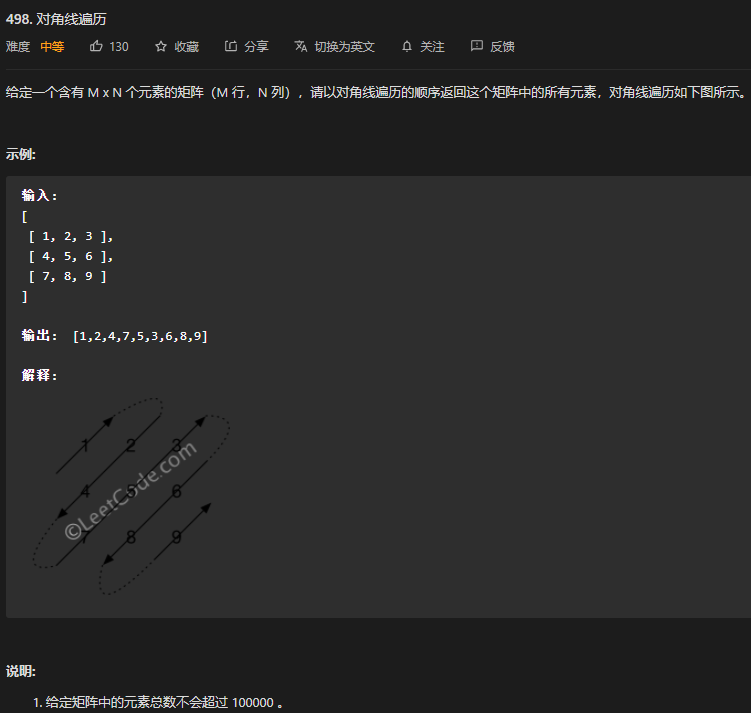 498. 对角线遍历
难度 中等 130 收藏 分享 切换为英文 关注 反馈
给定一个含有 M x N 个元素的矩阵（M 行，N 列），请以对角线遍历的顺序返回这个矩阵中的所有元素，对角线遍历如下图所示。
示例:
输入:
[
[ 1, 2, 3 ],
[ 4, 5, 6 ],
[ 7, 8, 9 ]
]
输出: [1,2,4,7,5,3,6,8,9]
解释:
1 2 3
4 5 6
7 8 9
©LeetCode.com
说明:
1. 给定矩阵中的元素总数不会超过 100000 。